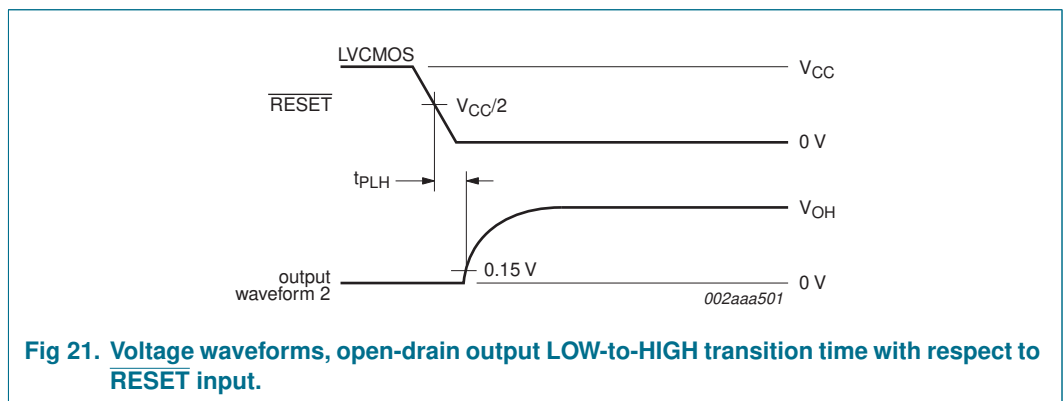 LVCMOS
V_CC
RESET
V_CC/2
0 V
t_PLH
V_OH
0.15 V
output
waveform 2
0 V
002aaa501
Fig 21. Voltage waveforms, open-drain output LOW-to-HIGH transition time with respect to
RESET input.